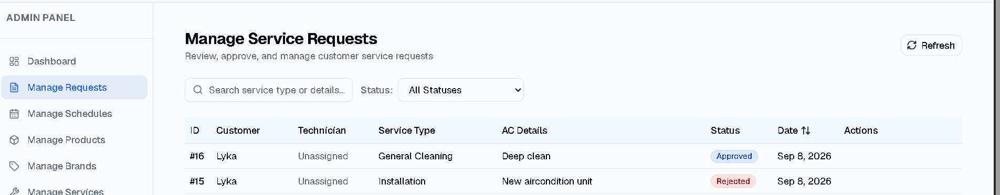 ADMIN PANEL
Dashboard
Manage Requests
Manage Schedules
Manage Products
Manage Brands
Manage Services
Manage Service Requests
Review, approve, and manage customer service requests
Refresh
Search service type or details...
Status: All Statuses
ID Customer Technician Service Type AC Details Status Date Actions
#16 Lyka Unassigned General Cleaning Deep clean Approved Sep 8, 2026
#15 Lyka Unassigned Installation New aircondition unit Rejected Sep 8, 2026